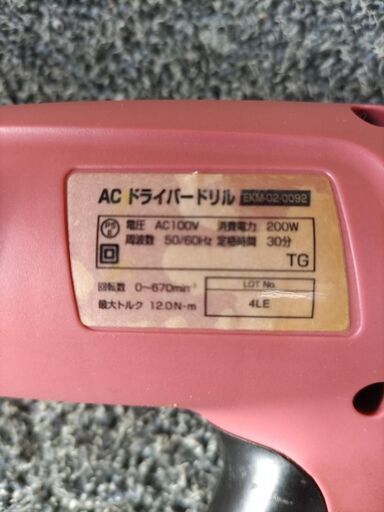 AC ドライバードリル EKM-02-0092
電圧 AC100V 消費電力 200W
周波数 50/60Hz 定格時間 30分
TG
回転数 0～670min⁻¹
最大トルク 12.0N・m
LOT No.
4LE